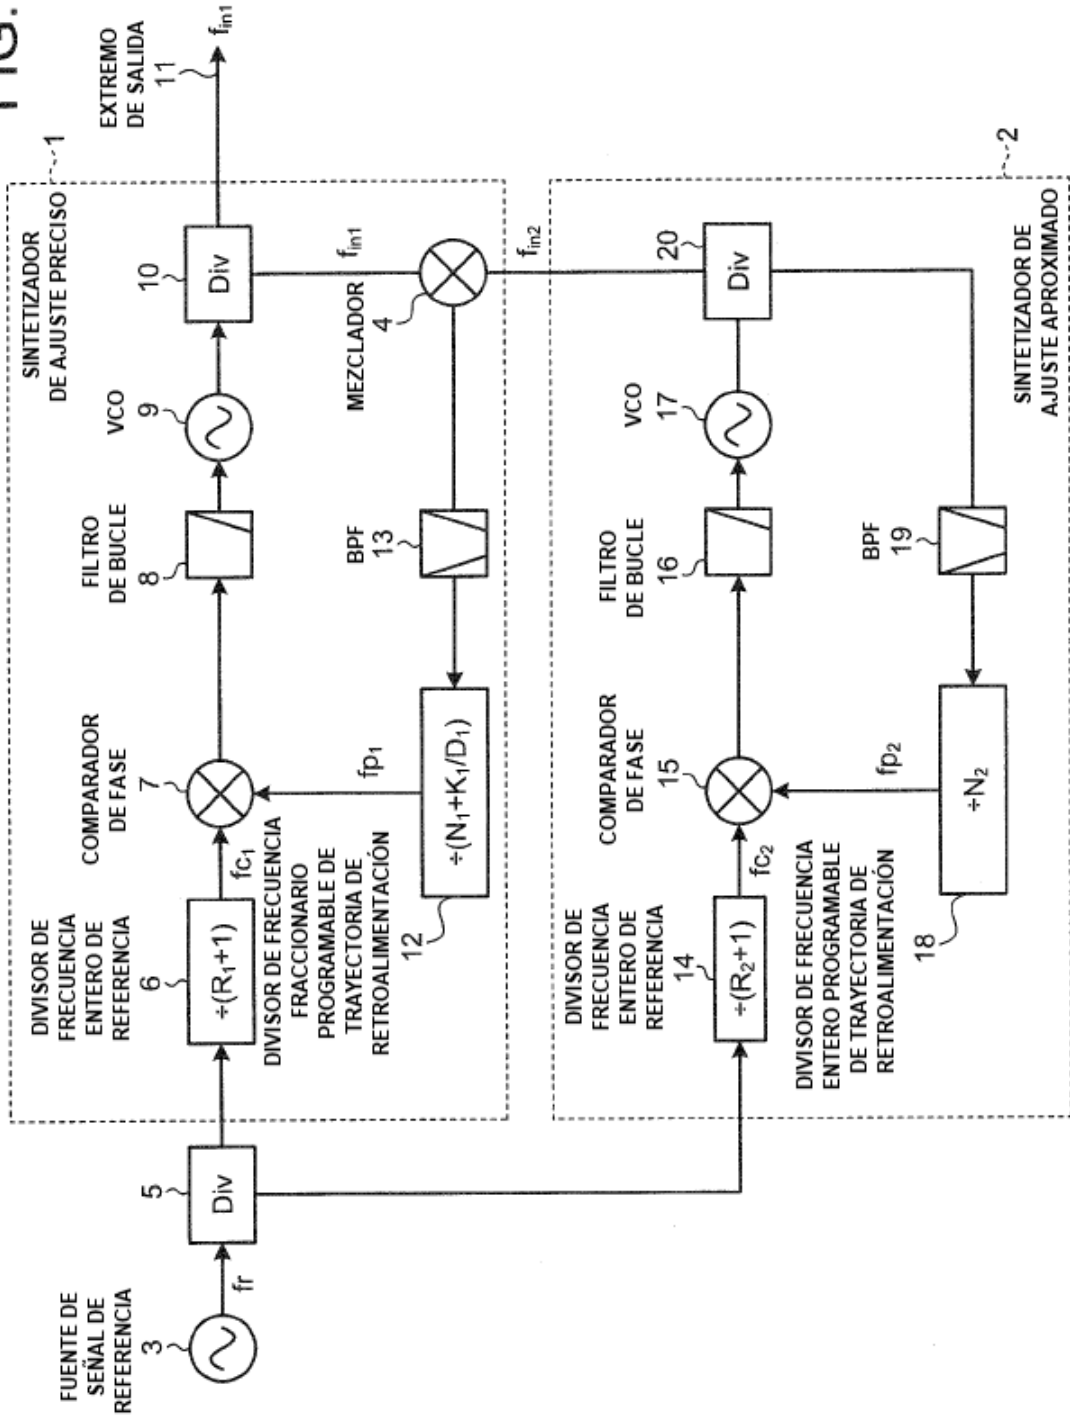 FIG.
EXTREMO
DE SALIDA
11
f_in1
1
SINTETIZADOR
DE AJUSTE PRECISO
FUENTE DE
SEÑAL DE
REFERENCIA
3
fr
5
Div
DIVISOR DE
FRECUENCIA
ENTERO DE
REFERENCIA
6
÷(R₁+1)
fc₁
COMPARADOR
DE FASE
7
FILTRO
DE BUCLE
8
VCO
9
10
Div
f_in1
MEZCLADOR
4
f_in2
BPF
13
fp₁
÷(N₁+K₁/D₁)
12
DIVISOR DE FRECUENCIA
FRACCIONARIO
PROGRAMABLE DE
TRAYECTORIA DE
RETROALIMENTACIÓN
2
SINTETIZADOR DE
AJUSTE APROXIMADO
DIVISOR DE
FRECUENCIA
ENTERO DE
REFERENCIA
14
÷(R₂+1)
fc₂
COMPARADOR
DE FASE
15
FILTRO
DE BUCLE
16
VCO
17
20
Div
BPF
19
fp₂
÷N₂
18
DIVISOR DE FRECUENCIA
ENTERO PROGRAMABLE
DE TRAYECTORIA DE
RETROALIMENTACIÓN